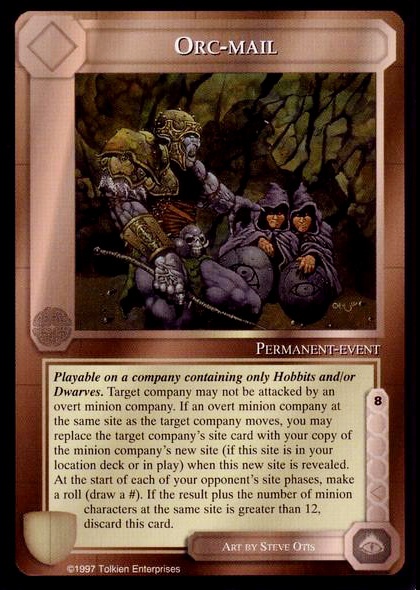 ORC-MAIL
PERMANENT-EVENT
Playable on a company containing only Hobbits and/or
Dwarves. Target company may not be attacked by an
overt minion company. If an overt minion company at
the same site as the target company moves, you may
replace the target company's site card with your copy of
the minion company's new site (if this site is in your
location deck or in play) when this new site is revealed.
At the start of each of your opponent's site phases, make
a roll (draw a #). If the result plus the number of minion
characters at the same site is greater than 12,
discard this card.
8
ART BY STEVE OTIS
©1997 Tolkien Enterprises